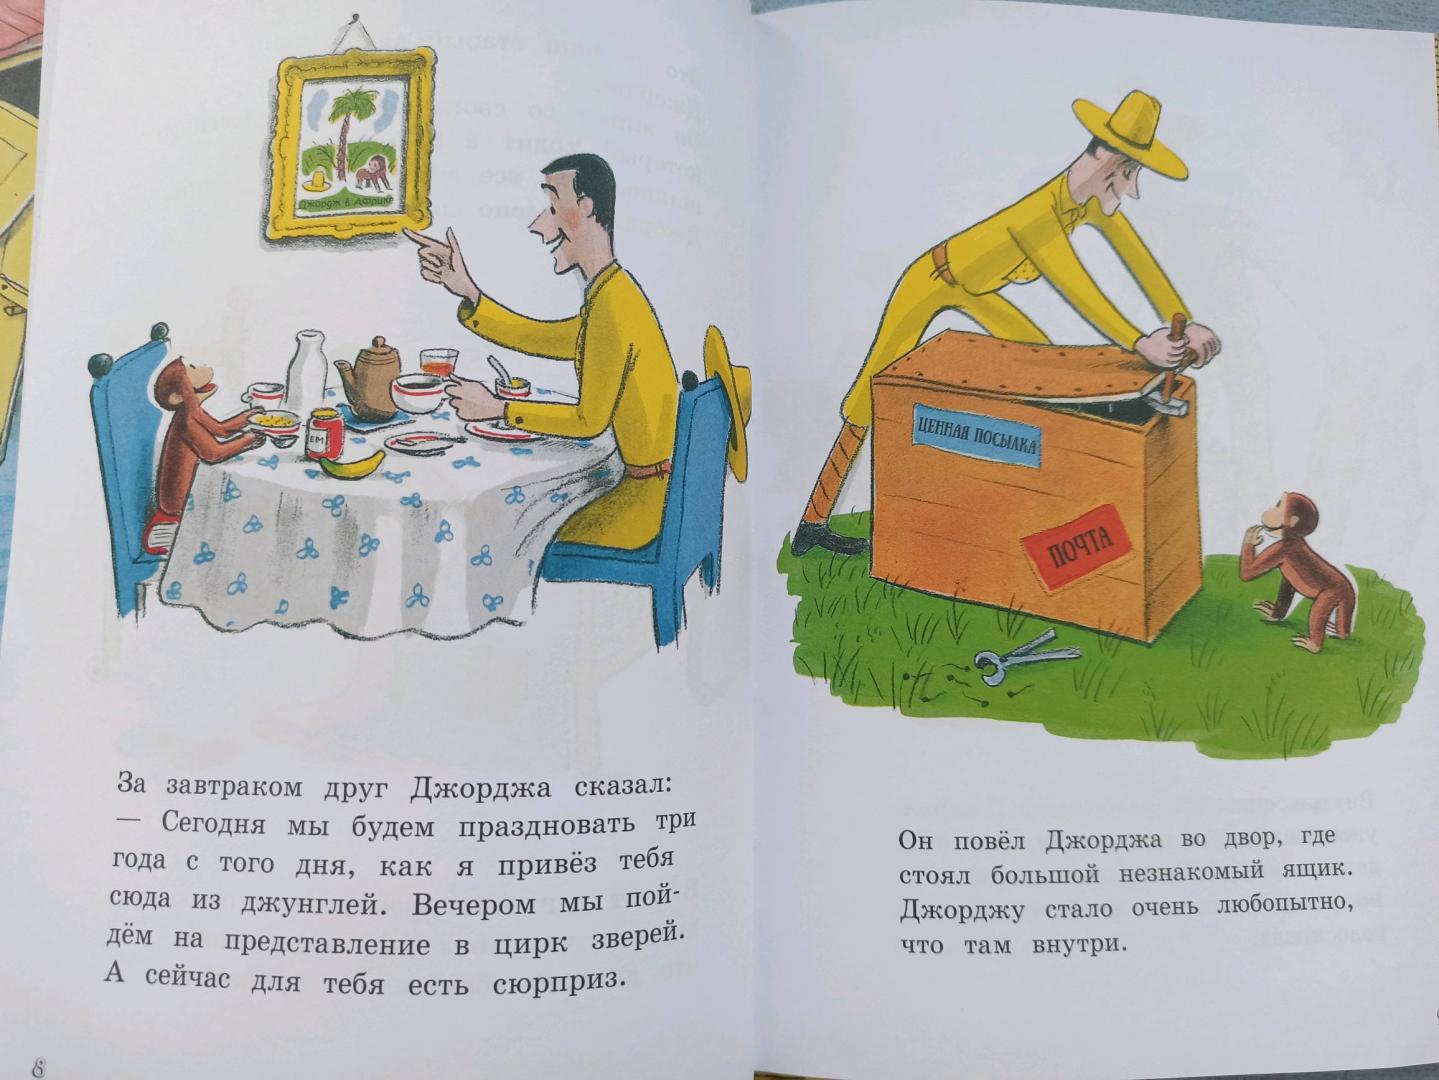 Джордж в Африке
ЕМ
За завтраком друг Джорджа сказал:
— Сегодня мы будем праздновать три
года с того дня, как я привёз тебя
сюда из джунглей. Вечером мы пой-
дём на представление в цирк зверей.
А сейчас для тебя есть сюрприз.
8
ЦЕННАЯ ПОСЫЛКА
ПОЧТА
Он повёл Джорджа во двор, где
стоял большой незнакомый ящик.
Джорджу стало очень любопытно,
что там внутри.